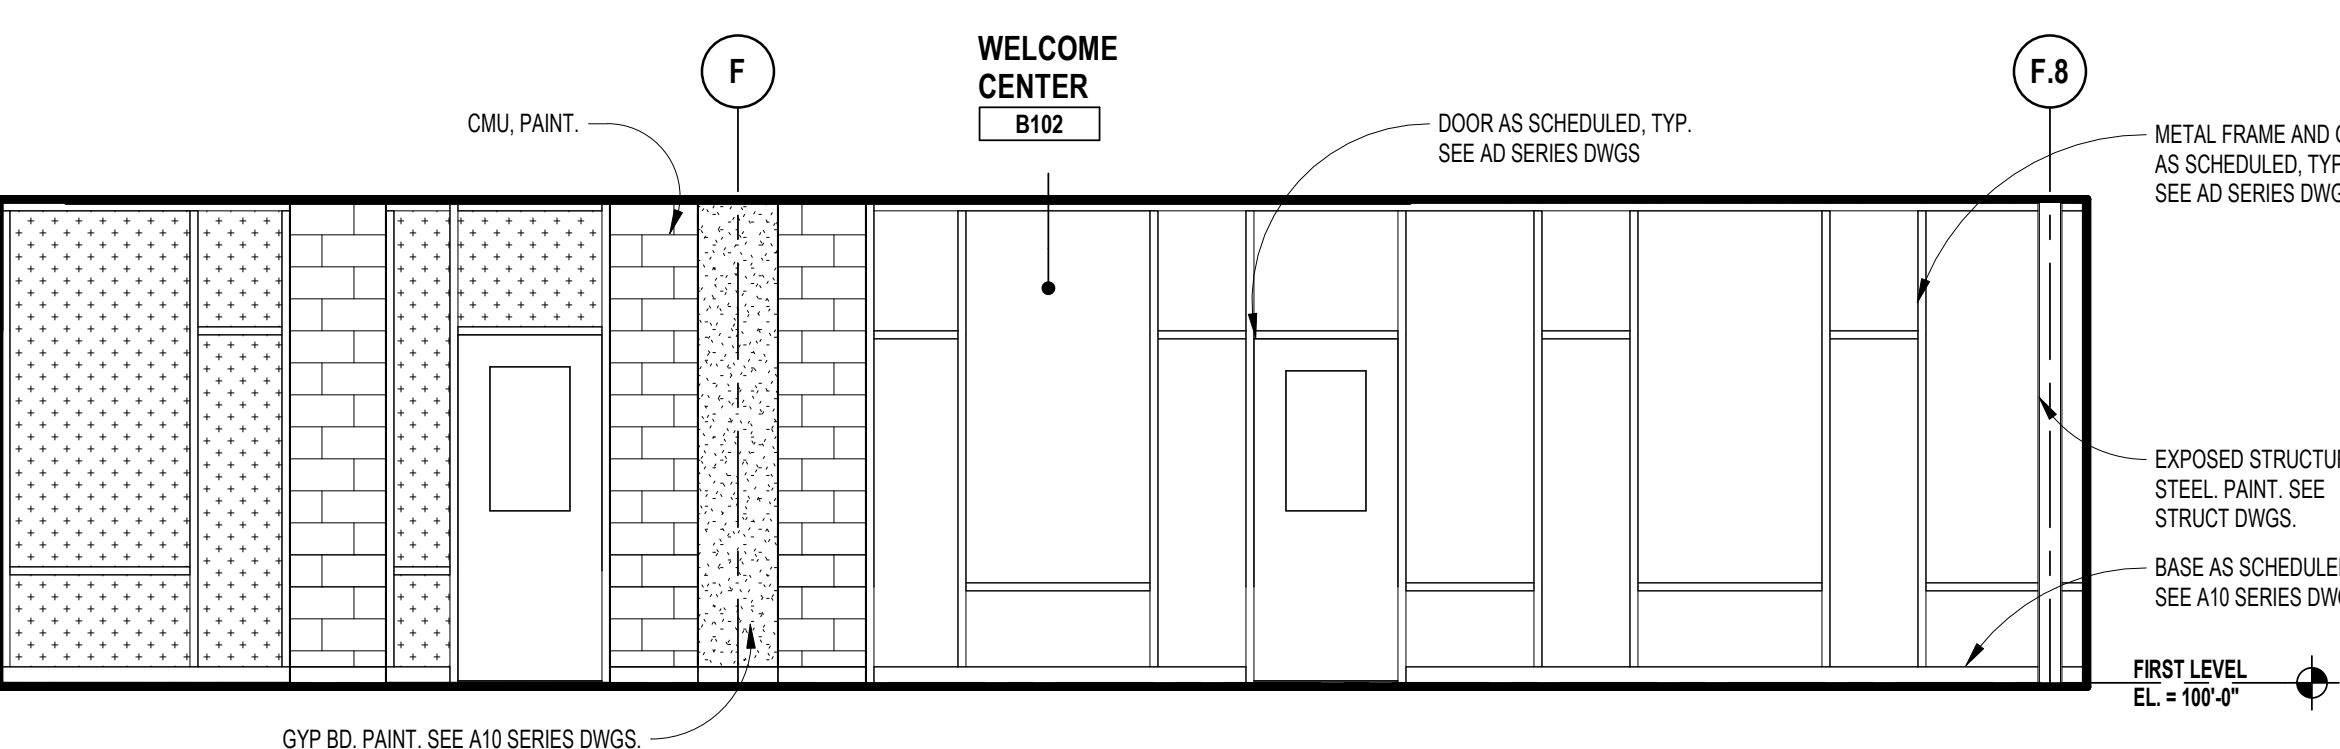 F
WELCOME
CENTER
B102
F.8
CMU, PAINT.
DOOR AS SCHEDULED, TYP.
SEE AD SERIES DWGS
METAL FRAME AND
AS SCHEDULED, TYP
SEE AD SERIES DWG
EXPOSED STRUCTU
STEEL. PAINT. SEE
STRUCT DWGS.
BASE AS SCHEDULE
SEE A10 SERIES DW
FIRST LEVEL
EL. = 100'-0"
GYP BD. PAINT. SEE A10 SERIES DWGS.